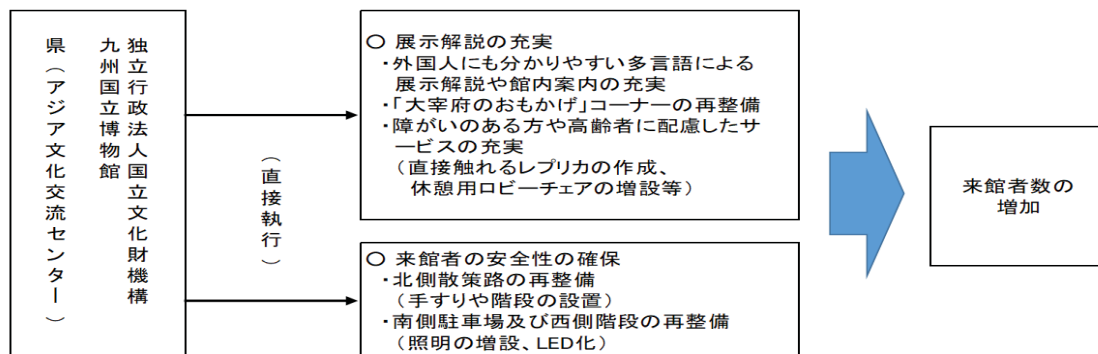 独立行政法人国立文化財機構
九州国立博物館
県（アジア文化交流センター）
（直接執行）
○ 展示解説の充実
・外国人にも分かりやすい多言語による
展示解説や館内案内の充実
・「大宰府のおもかげ」コーナーの再整備
・障がいのある方や高齢者に配慮したサ
ービスの充実
（直接触れるレプリカの作成、
休憩用ロビーチェアの増設等）
○ 来館者の安全性の確保
・北側散策路の再整備
（手すりや階段の設置）
・南側駐車場及び西側階段の再整備
（照明の増設、LED化）
来館者数の
増加